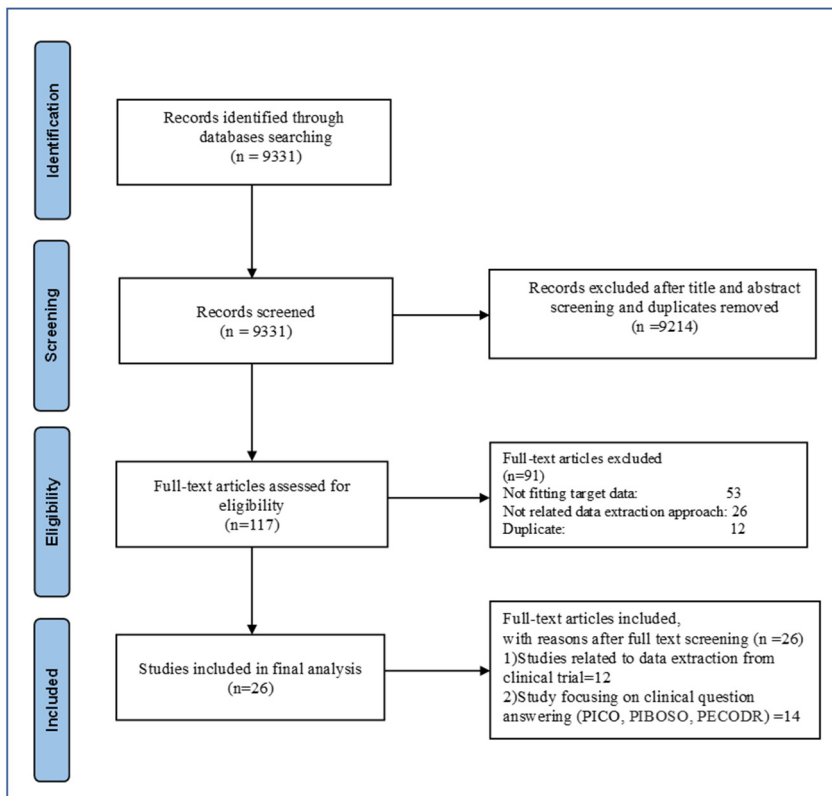 Identification
Records identified through
databases searching
(n = 9331)
Screening
Records screened
(n = 9331)
Records excluded after title and abstract
screening and duplicates removed
(n =9214)
Eligibility
Full-text articles assessed for
eligibility
(n=117)
Full-text articles excluded
(n=91)
Not fitting target data: 53
Not related data extraction approach: 26
Duplicate: 12
Included
Studies included in final analysis
(n=26)
Full-text articles included,
with reasons after full text screening (n =26)
1)Studies related to data extraction from
clinical trial=12
2)Study focusing on clinical question
answering (PICO, PIBOSO, PECODR) =14